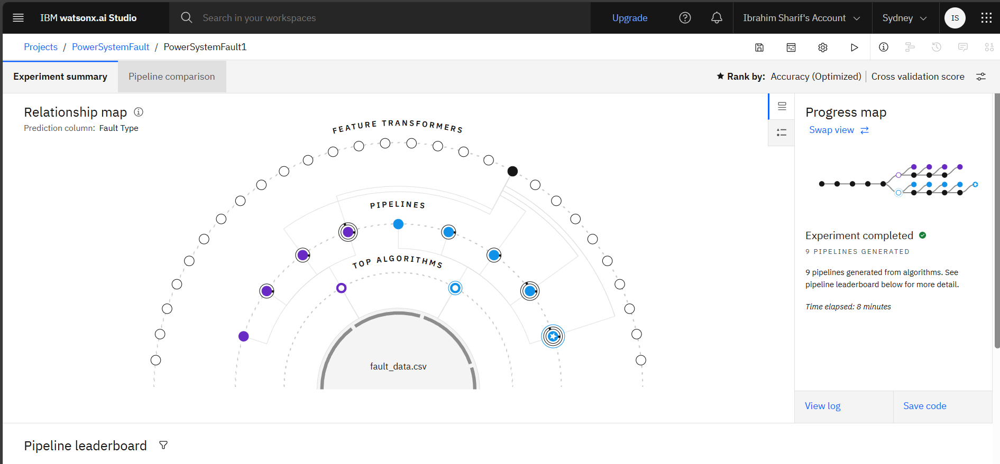 IBM watsonx.ai Studio
Search in your workspaces
Upgrade
Ibrahim Sharif's Account
Sydney
IS
Projects / PowerSystemFault / PowerSystemFault1
Experiment summary
Pipeline comparison
Rank by: Accuracy (Optimized) | Cross validation score
Relationship map
Prediction column: Fault Type
FEATURE TRANSFORMERS
PIPELINES
TOP ALGORITHMS
fault_data.csv
Progress map
Swap view
Experiment completed
9 PIPELINES GENERATED
9 pipelines generated from algorithms. See
pipeline leaderboard below for more detail.
Time elapsed: 8 minutes
View log
Save code
Pipeline leaderboard